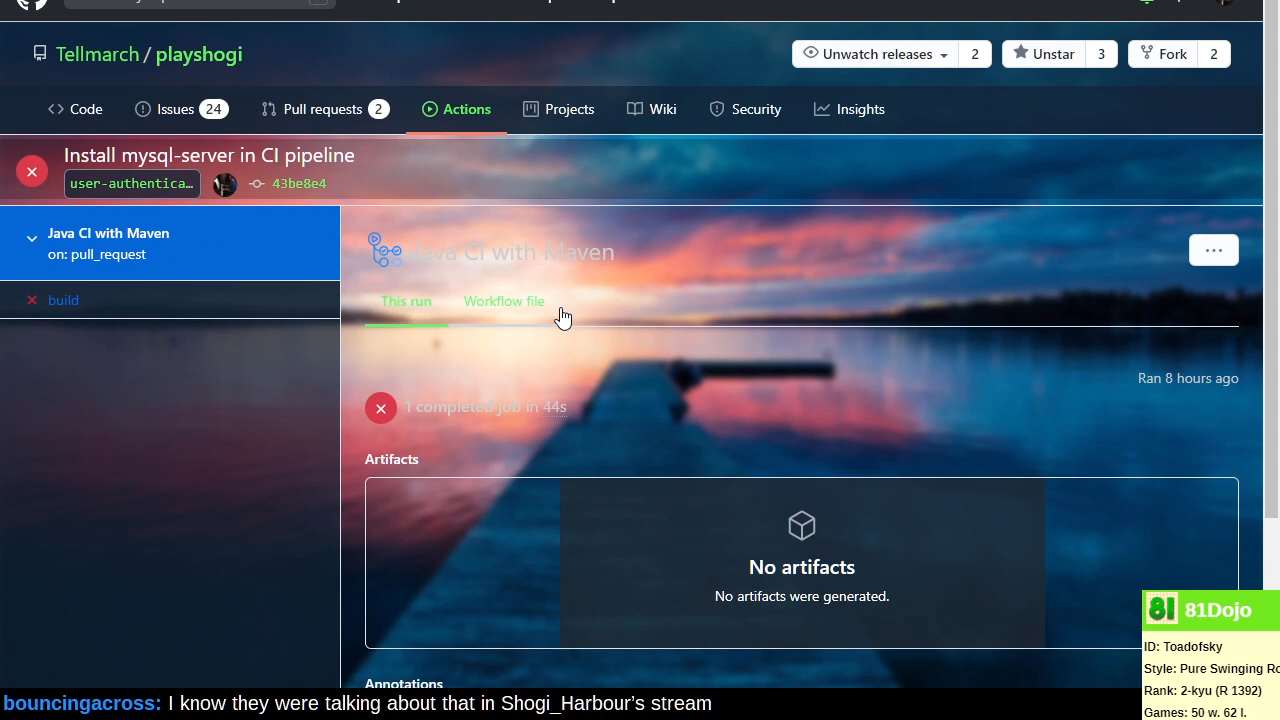 Tellmarch / playshogi
Unwatch releases 2
Unstar 3
Fork 2
Code
Issues 24
Pull requests 2
Actions
Projects
Wiki
Security
Insights
Install mysql-server in CI pipeline
user-authentica… 43be8e4
Java CI with Maven
on: pull_request
build
Java CI with Maven
This run
Workflow file
Ran 8 hours ago
1 completed job in 44s
Artifacts
No artifacts
No artifacts were generated.
Annotations
81 81Dojo
ID: Toadofsky
Style: Pure Swinging Ro
Rank: 2-kyu (R 1392)
Games: 50 w. 62 l.
bouncingacross: I know they were talking about that in Shogi_Harbour's stream